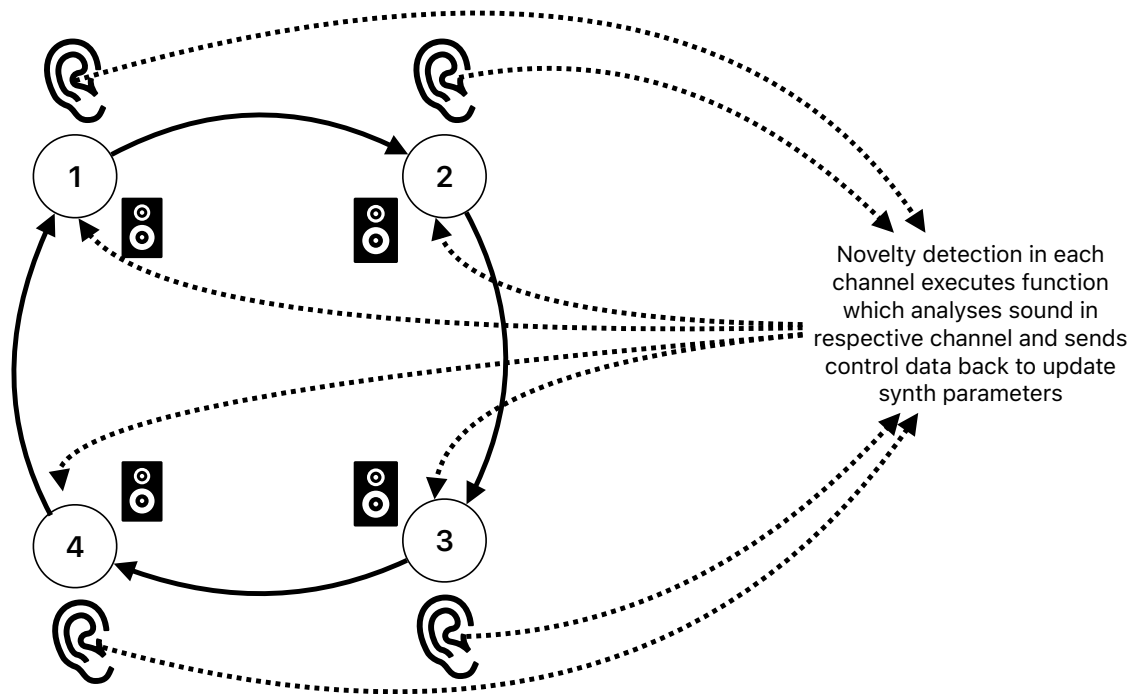 1
2
Novelty detection in each
channel executes function
which analyses sound in
respective channel and sends
control data back to update
synth parameters
4
3